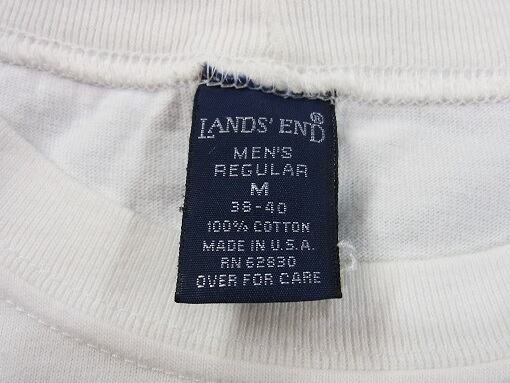 LANDS' END®
MEN'S
REGULAR
M
38-40
100% COTTON
MADE IN U.S.A.
RN 62830
OVER FOR CARE